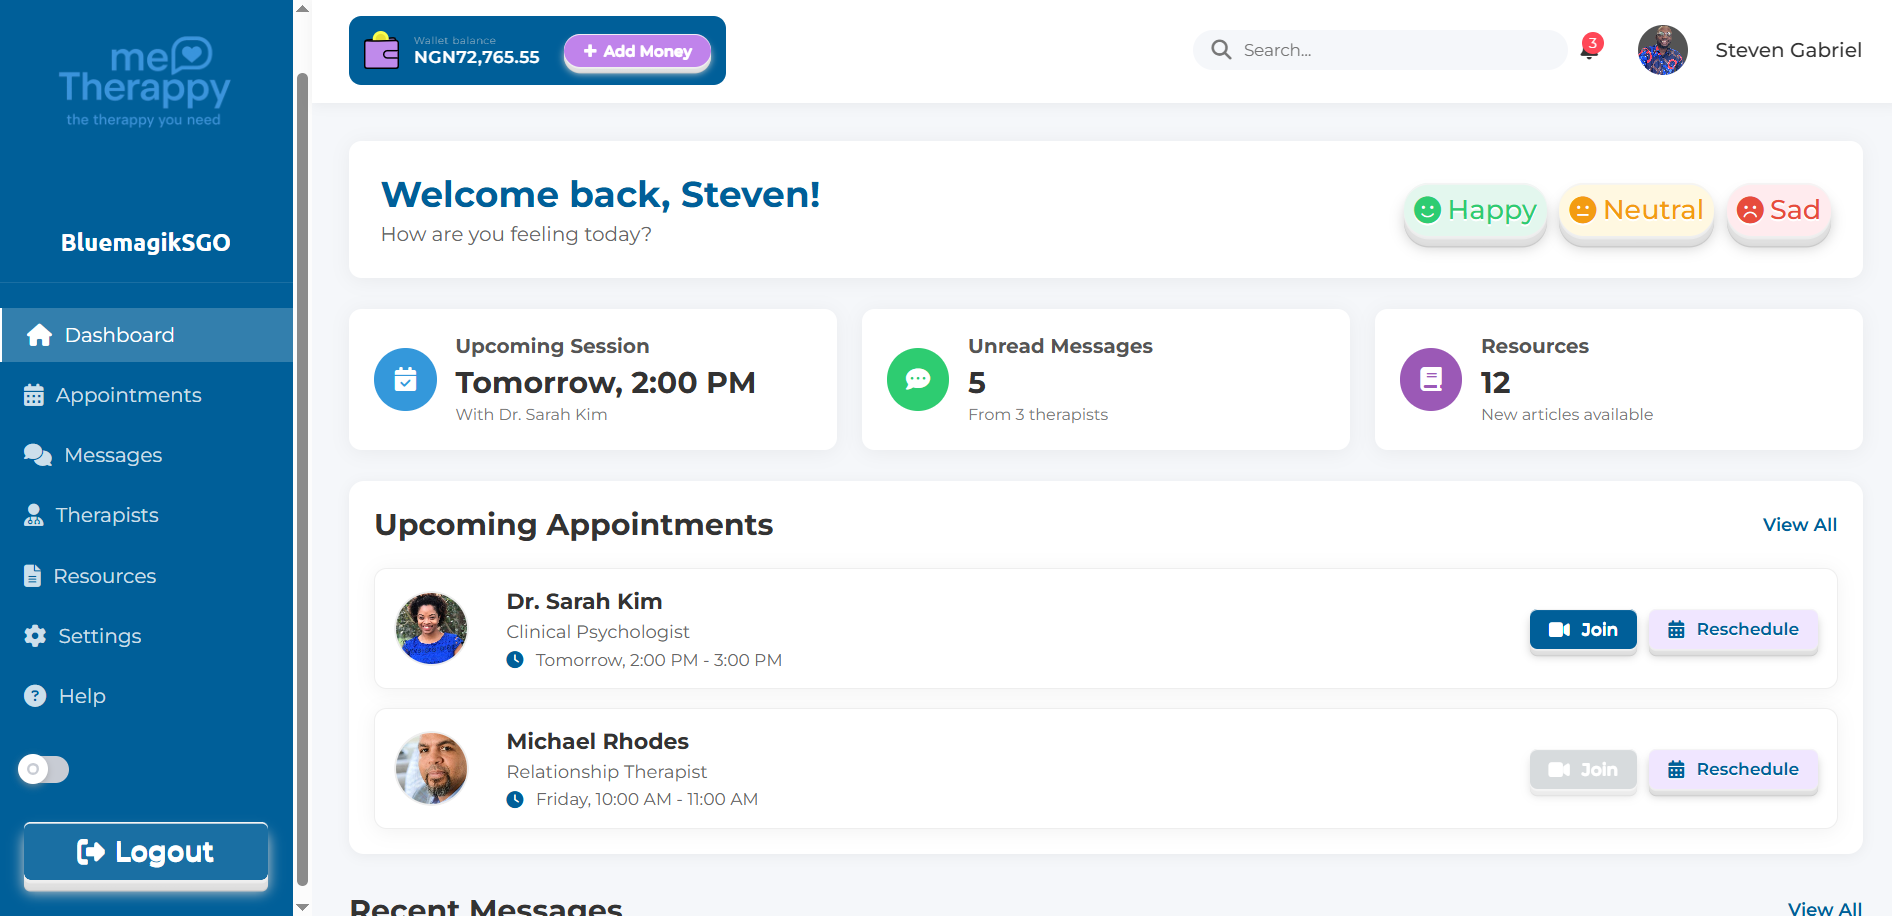 me
Therappy
the therappy you need
BluemagikSGO
Dashboard
Appointments
Messages
Therapists
Resources
Settings
Help
Logout
Wallet balance
NGN72,765.55
Add Money
Search...
3
Steven Gabriel
Welcome back, Steven!
How are you feeling today?
Happy
Neutral
Sad
Upcoming Session
Tomorrow, 2:00 PM
With Dr. Sarah Kim
Unread Messages
5
From 3 therapists
Resources
12
New articles available
Upcoming Appointments
View All
Dr. Sarah Kim
Clinical Psychologist
Tomorrow, 2:00 PM - 3:00 PM
Join
Reschedule
Michael Rhodes
Relationship Therapist
Friday, 10:00 AM - 11:00 AM
Join
Reschedule
Recent Messages
View All